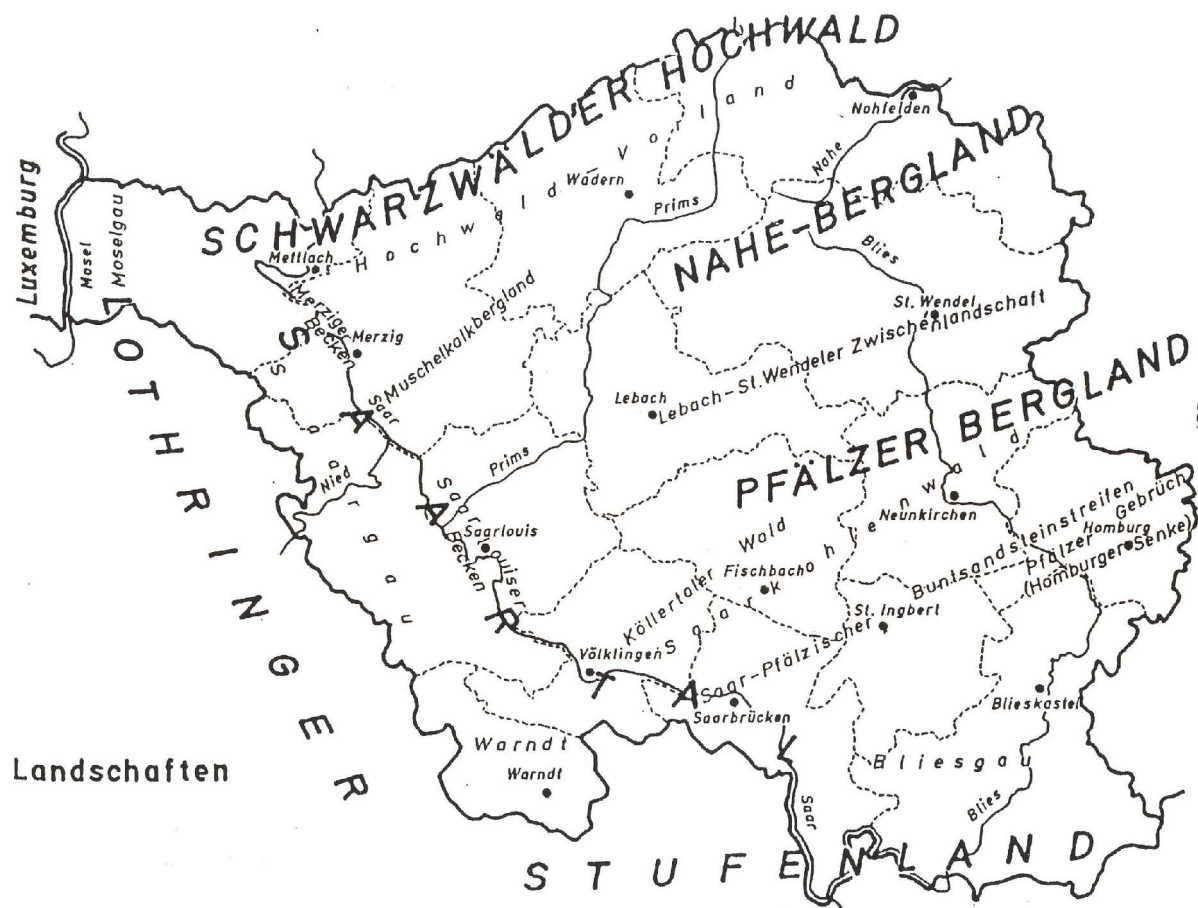 SCHWARZWÄLDER HOCHWALD
Hochwald Vorland
Nohfelden
Nahe
Wadern
Prims
NAHE-BERGLAND
Luxemburg
Mosel
Moselgau
Mettlach
Blies
St. Wendel
Merziger Becken
Merzig
Muschelkalkbergland
Saar
Lebach
Lebach-St. Wendeler Zwischenlandschaft
PFÄLZER BERGLAND
LOTHRINGER
SAARTAL
Saargau
Nied
Prims
Saarlouis
Saarlouiser Becken
Neunkirchen
Köllertaler Wald
Fischbach
Saarkohlenwald
Saar-Pfälzischer Buntsandsteinstreifen
Pfälzer Gebrüch
Homburg
(Homburger Senke)
St. Ingbert
Völklingen
Saarbrücken
Blieskastel
Warndt
Warndt
Bliesgau
Blies
Saar
Landschaften
STUFENLAND